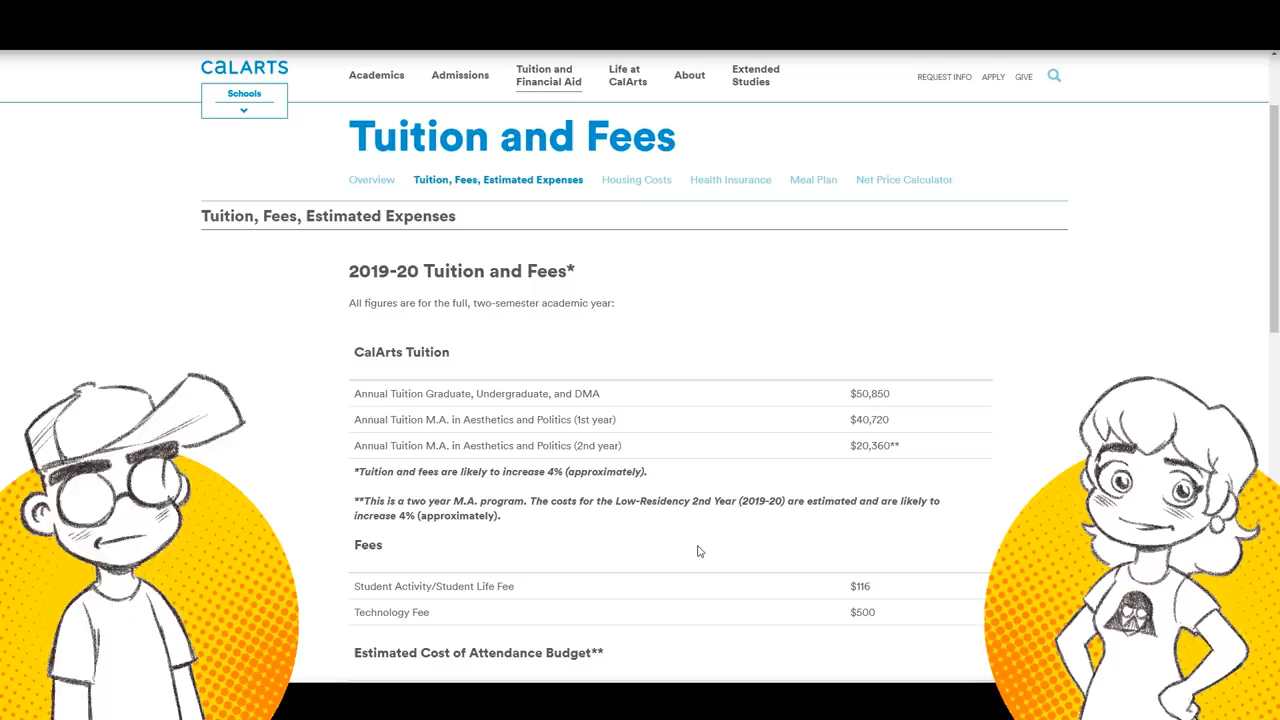 CALARTS
Schools
Academics
Admissions
Tuition and
Financial Aid
Life at
CalArts
About
Extended
Studies
REQUEST INFO
APPLY
GIVE
Tuition and Fees
Overview
Tuition, Fees, Estimated Expenses
Housing Costs
Health Insurance
Meal Plan
Net Price Calculator
Tuition, Fees, Estimated Expenses
2019-20 Tuition and Fees*
All figures are for the full, two-semester academic year:
CalArts Tuition
Annual Tuition Graduate, Undergraduate, and DMA $50,850
Annual Tuition M.A. in Aesthetics and Politics (1st year) $40,720
Annual Tuition M.A. in Aesthetics and Politics (2nd year) $20,360**
*Tuition and fees are likely to increase 4% (approximately).
**This is a two year M.A. program. The costs for the Low-Residency 2nd Year (2019-20) are estimated and are likely to
increase 4% (approximately).
Fees
Student Activity/Student Life Fee $116
Technology Fee $500
Estimated Cost of Attendance Budget**